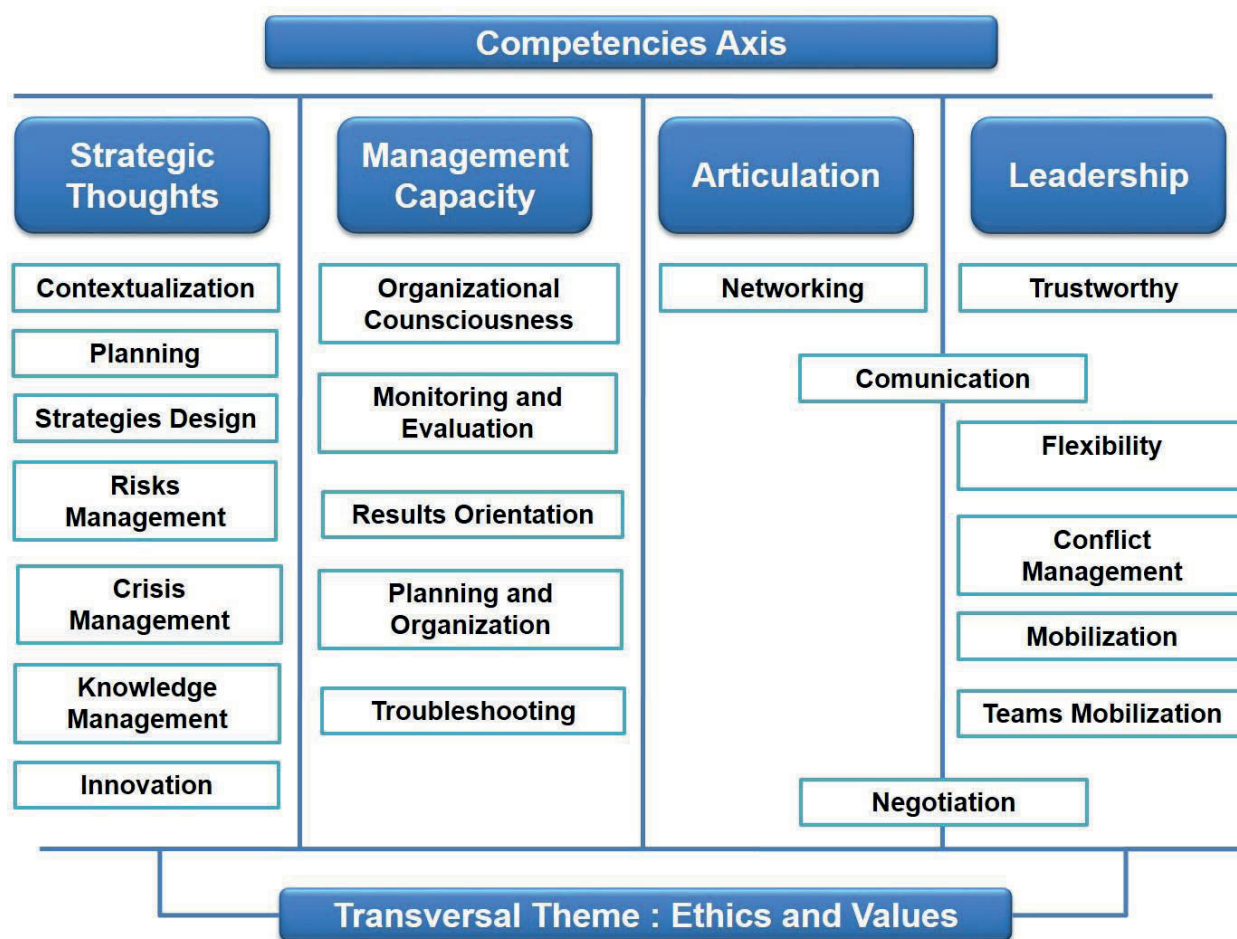 Competencies Axis
Strategic
Thoughts
Contextualization
Planning
Strategies Design
Risks
Management
Crisis
Management
Knowledge
Management
Innovation
Management
Capacity
Organizational
Counsciousness
Monitoring and
Evaluation
Results Orientation
Planning and
Organization
Troubleshooting
Articulation
Networking
Leadership
Trustworthy
Comunication
Flexibility
Conflict
Management
Mobilization
Teams Mobilization
Negotiation
Transversal Theme : Ethics and Values